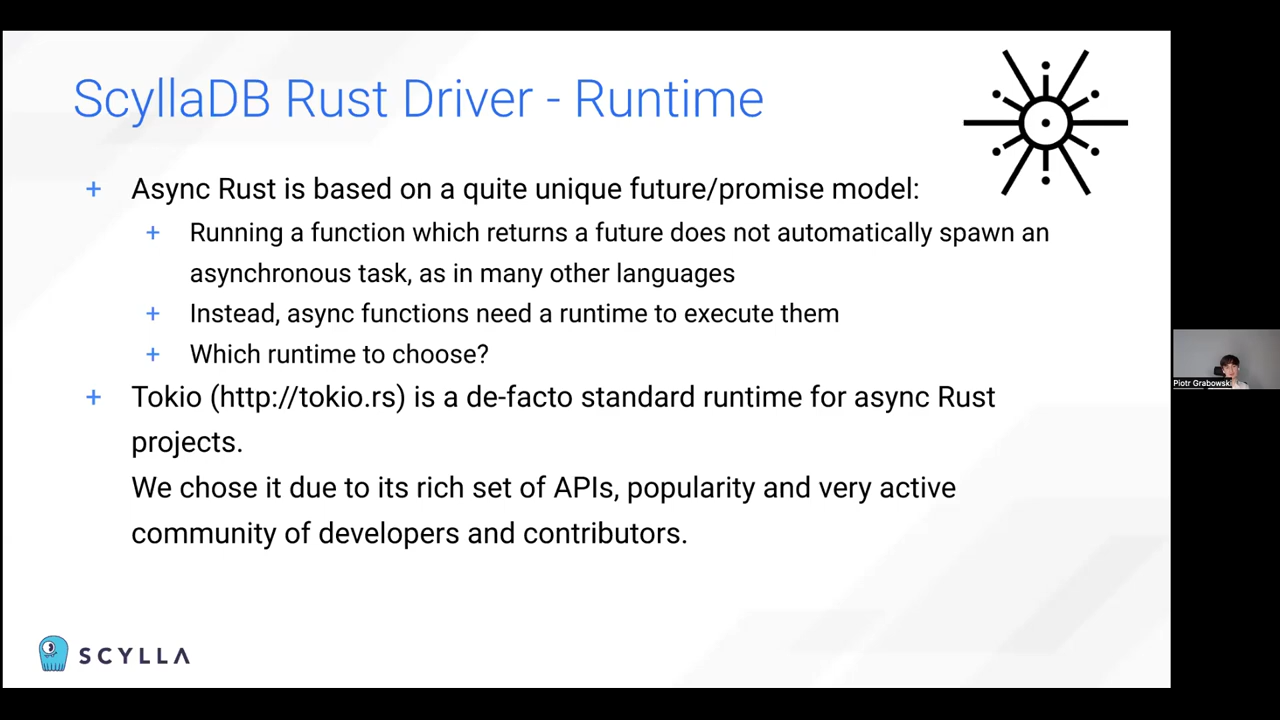 ScyllaDB Rust Driver - Runtime
+ Async Rust is based on a quite unique future/promise model:
+ Running a function which returns a future does not automatically spawn an
asynchronous task, as in many other languages
+ Instead, async functions need a runtime to execute them
+ Which runtime to choose?
+ Tokio (http://tokio.rs) is a de-facto standard runtime for async Rust
projects.
We chose it due to its rich set of APIs, popularity and very active
community of developers and contributors.
SCYLLA
Piotr Grabowski